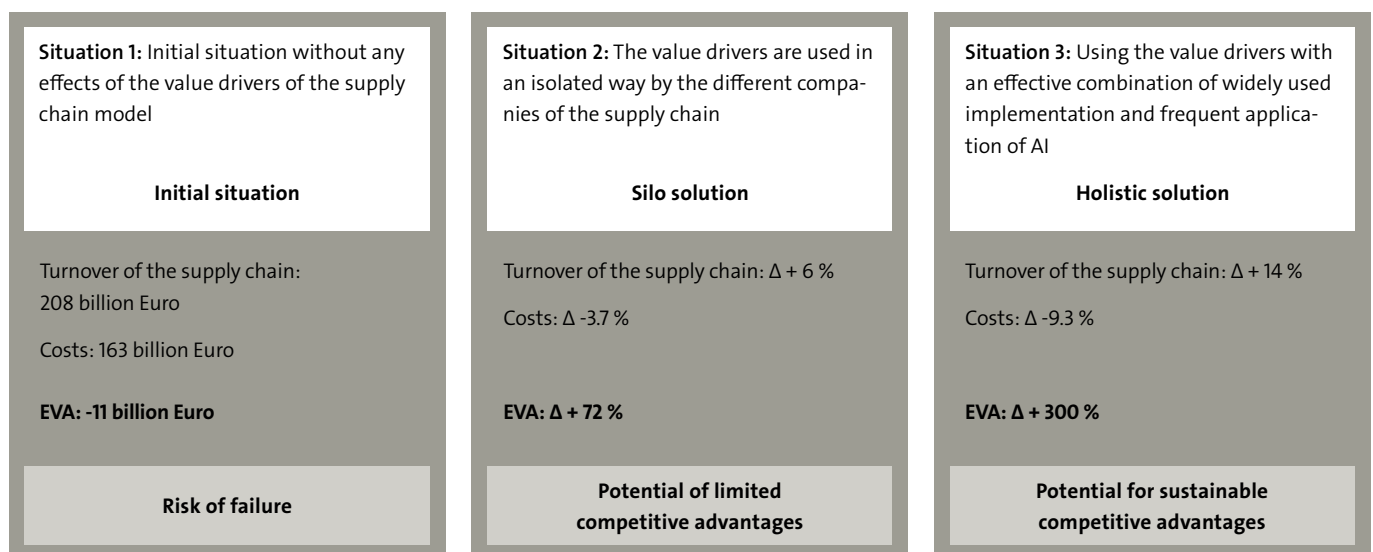 Situation 1: Initial situation without any
effects of the value drivers of the supply
chain model
Initial situation
Turnover of the supply chain:
208 billion Euro
Costs: 163 billion Euro
EVA: -11 billion Euro
Risk of failure
Situation 2: The value drivers are used in
an isolated way by the different compa-
nies of the supply chain
Silo solution
Turnover of the supply chain: Δ + 6 %
Costs: Δ -3.7 %
EVA: Δ + 72 %
Potential of limited
competitive advantages
Situation 3: Using the value drivers with
an effective combination of widely used
implementation and frequent applica-
tion of AI
Holistic solution
Turnover of the supply chain: Δ + 14 %
Costs: Δ -9.3 %
EVA: Δ + 300 %
Potential for sustainable
competitive advantages